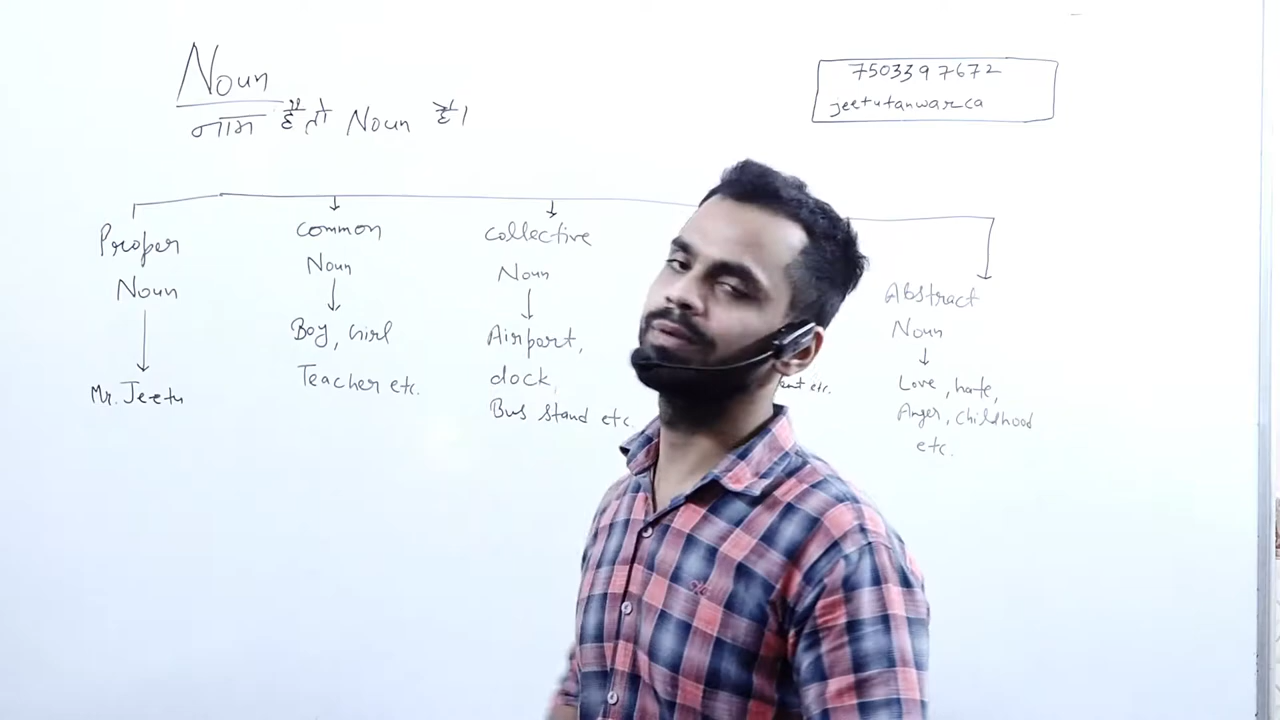 Noun
नाम है तो Noun है।
7503397672
jeetutanwarca
Proper
Noun
Mr. Jeetu
common
Noun
Boy, Girl
Teacher etc.
collective
Noun
Airport,
dock,
Bus stand etc.
etc.
Abstract
Noun
Love, hate,
Anger, childhood
etc.